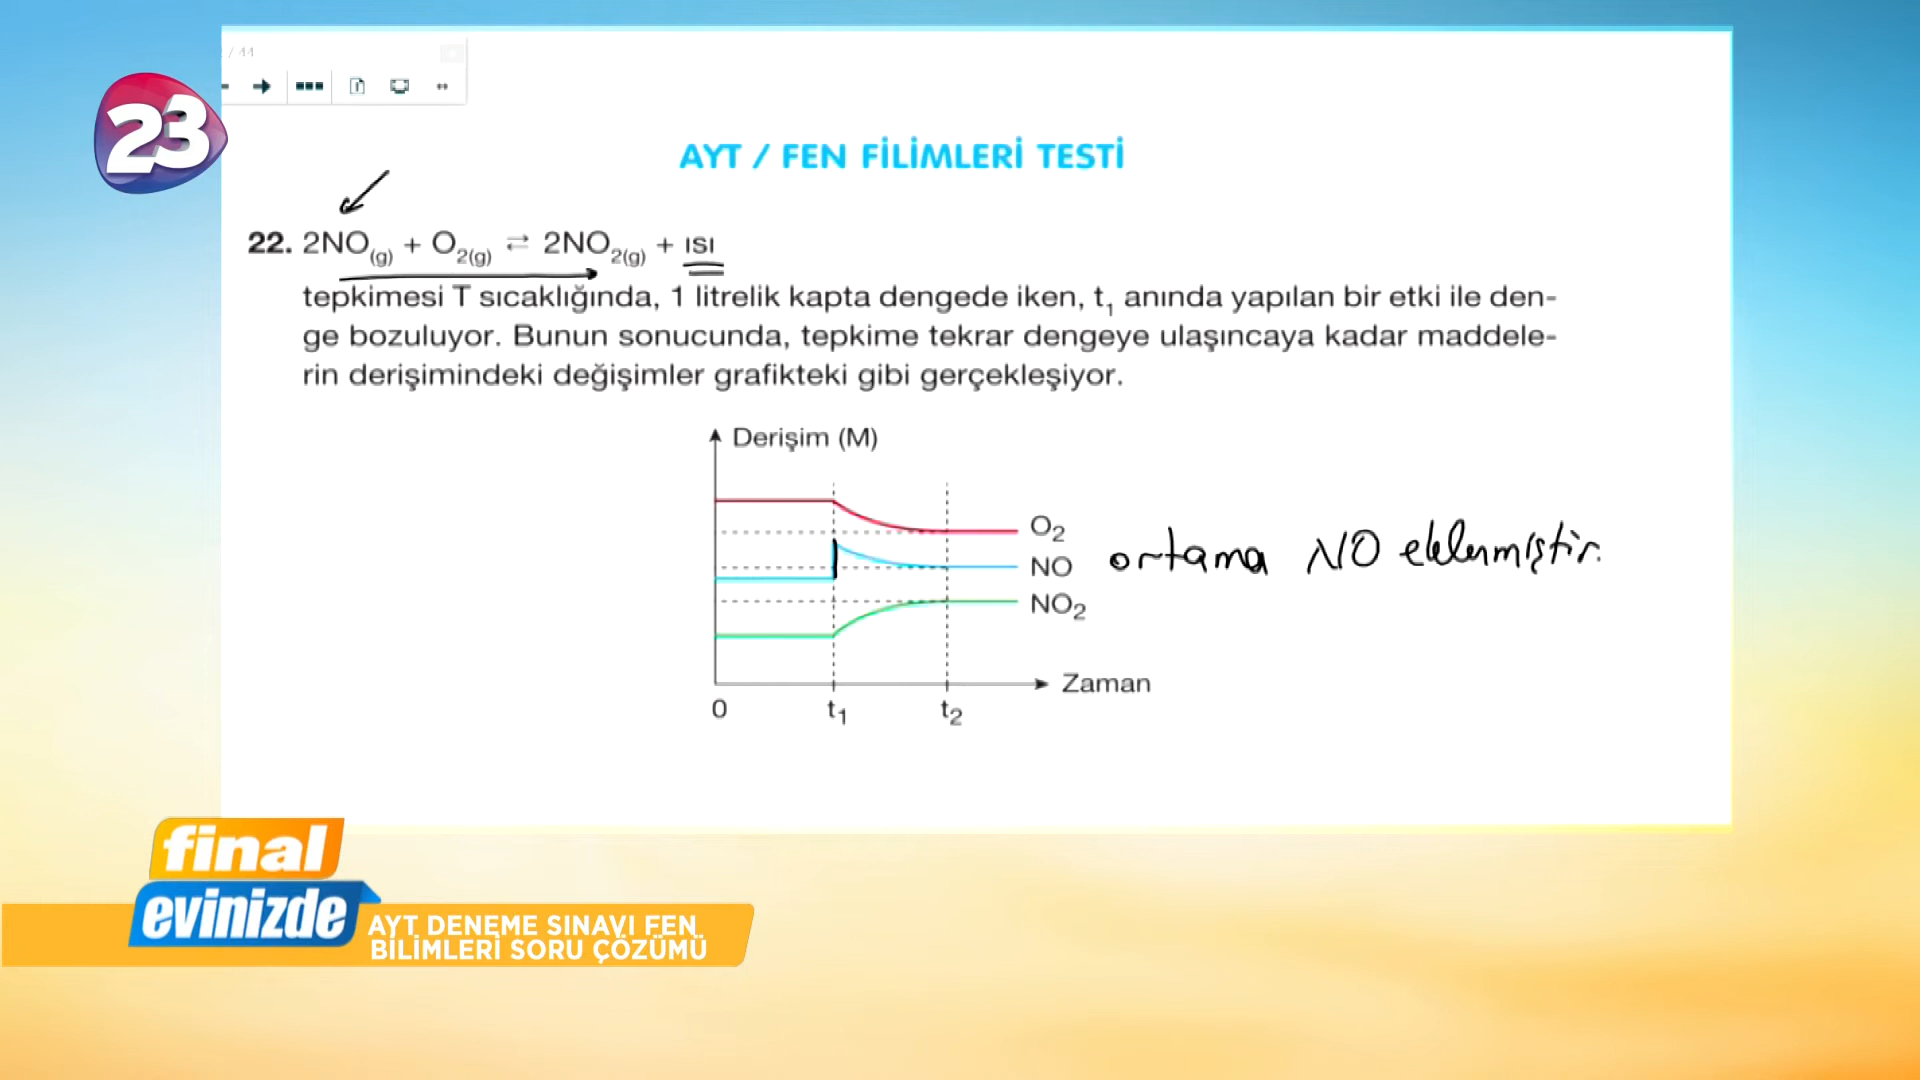 / 44
23
AYT / FEN FİLİMLERİ TESTİ
22. 2NO(g) + O2(g) ⇄ 2NO2(g) + ısı
tepkimesi T sıcaklığında, 1 litrelik kapta dengede iken, t1 anında yapılan bir etki ile den-
ge bozuluyor. Bunun sonucunda, tepkime tekrar dengeye ulaşıncaya kadar maddele-
rin derişimindeki değişimler grafikteki gibi gerçekleşiyor.
Derişim (M)
O2
NO
NO2
ortama NO eklenmiştir.
Zaman
0 t1 t2
final
evinizde
AYT DENEME SINAVI FEN
BİLİMLERİ SORU ÇÖZÜMÜ